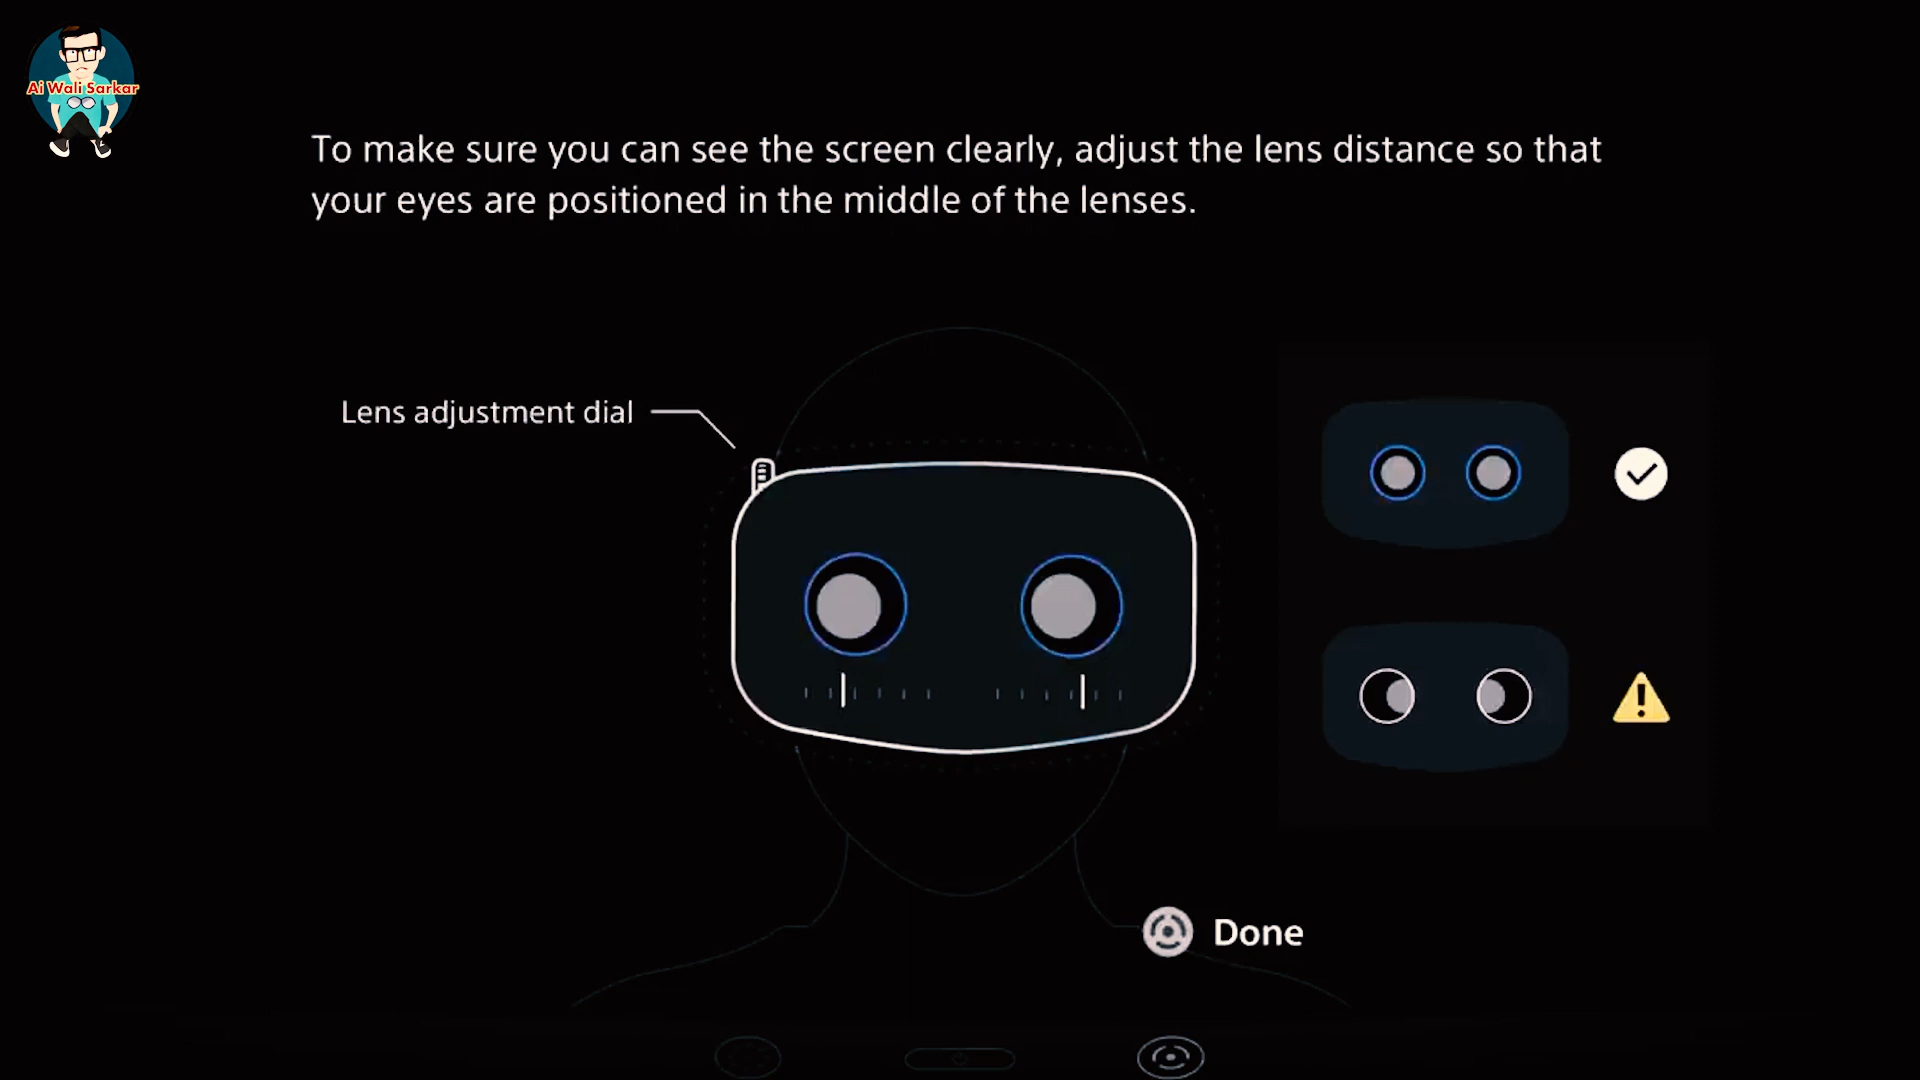 Ai Wali Sarkar
To make sure you can see the screen clearly, adjust the lens distance so that
your eyes are positioned in the middle of the lenses.
Lens adjustment dial
Done